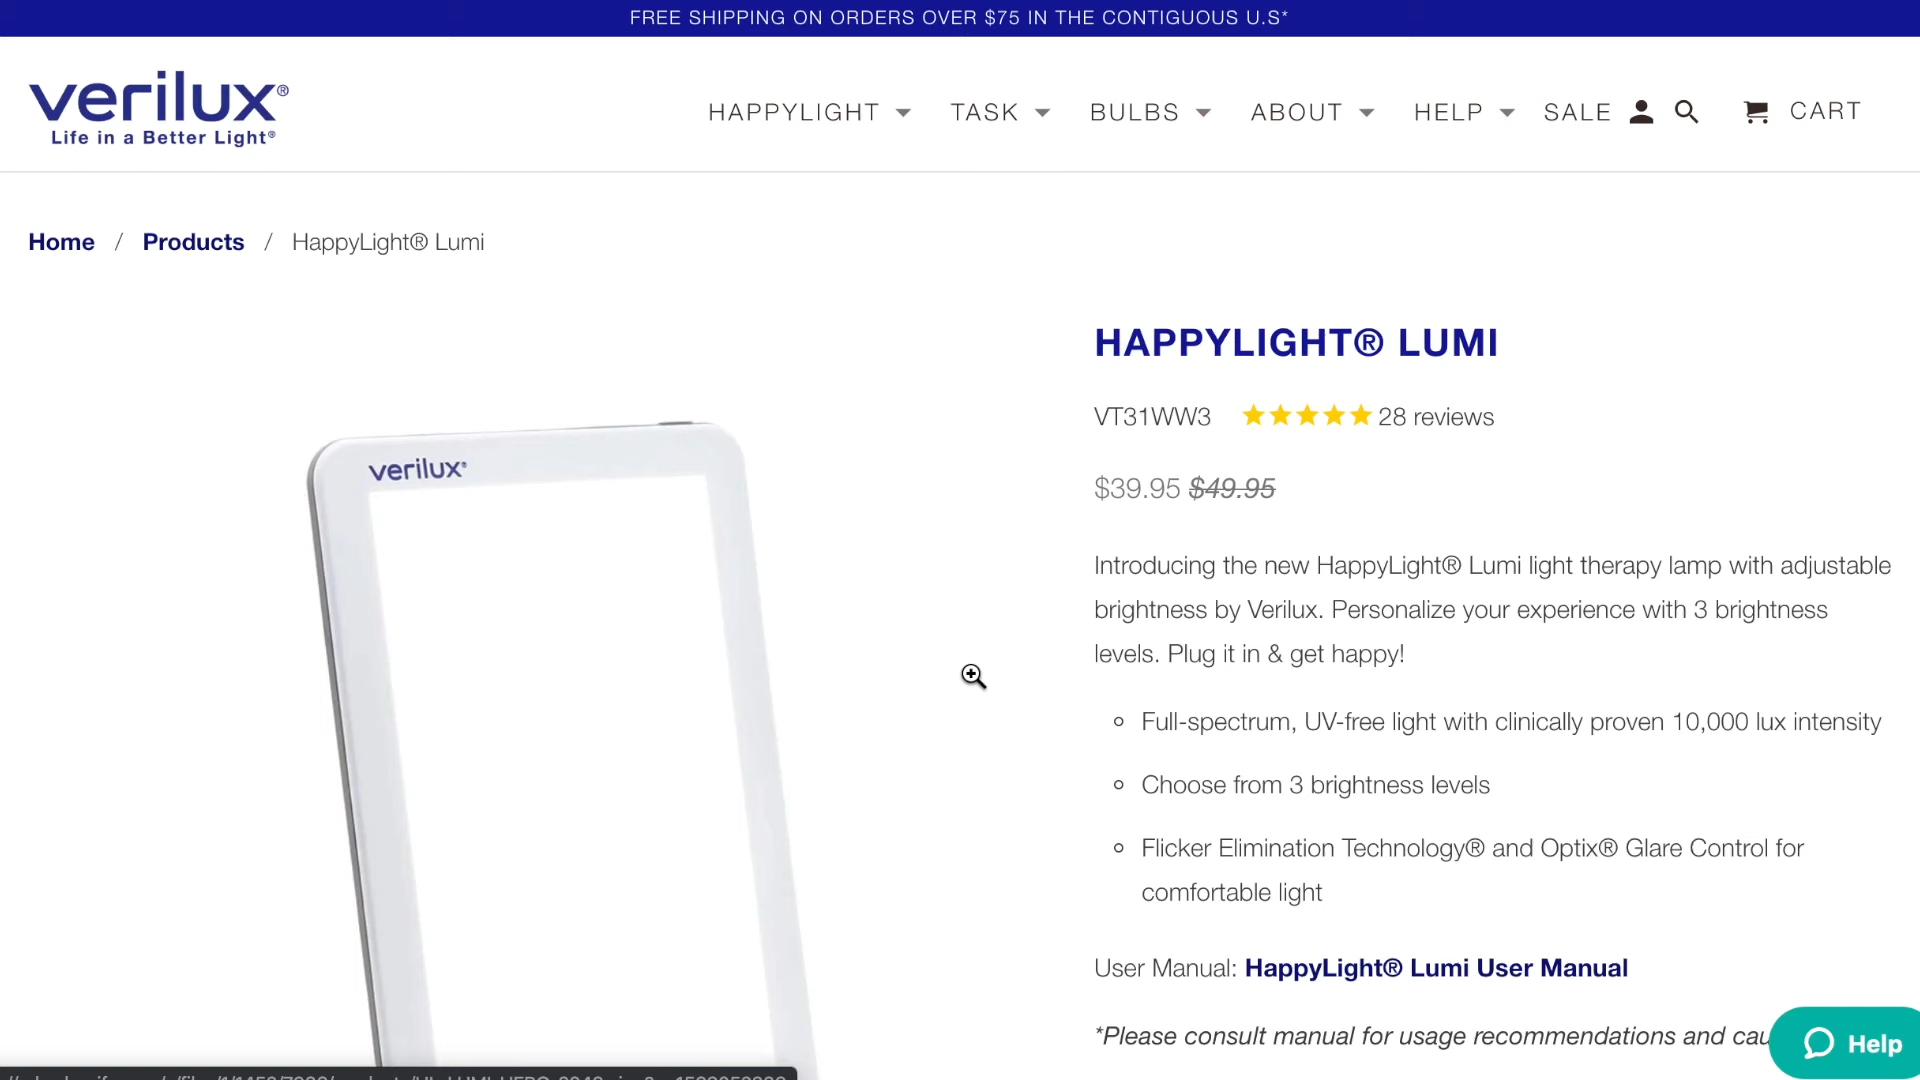 FREE SHIPPING ON ORDERS OVER $75 IN THE CONTIGUOUS U.S*
verilux®
Life in a Better Light®
HAPPYLIGHT TASK BULBS ABOUT HELP SALE CART
Home / Products / HappyLight® Lumi
HAPPYLIGHT® LUMI
VT31WW3 28 reviews
$39.95 $49.95
Introducing the new HappyLight® Lumi light therapy lamp with adjustable
brightness by Verilux. Personalize your experience with 3 brightness
levels. Plug it in & get happy!
Full-spectrum, UV-free light with clinically proven 10,000 lux intensity
Choose from 3 brightness levels
Flicker Elimination Technology® and Optix® Glare Control for
comfortable light
User Manual: HappyLight® Lumi User Manual
*Please consult manual for usage recommendations and cau
Help
verilux®